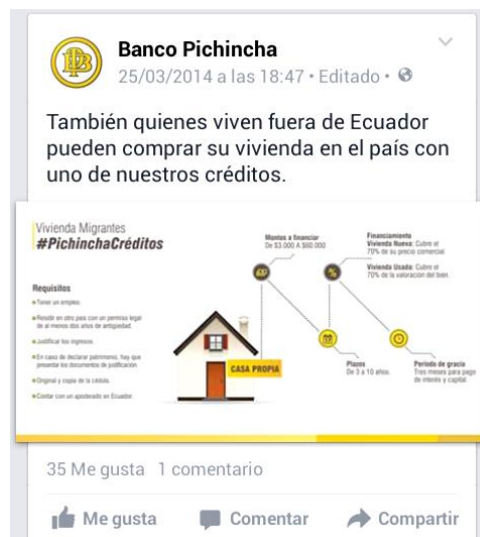 Banco Pichincha
25/03/2014 a las 18:47 • Editado •
También quienes viven fuera de Ecuador
pueden comprar su vivienda en el país con
uno de nuestros créditos.
Vivienda Migrantes
#PichinchaCréditos
Requisitos
Tener un empleo.
Residir en otro país con un permiso legal
de al menos dos años de antigüedad.
Justificar los ingresos.
En caso de declarar patrimonio, hay que
presentar los documentos de justificación.
Original y copia de la cédula.
Contar con un apoderado en Ecuador.
CASA PROPIA
Montos a financiar
De $3.000 A $60.000
Financiamiento
Vivienda Nueva: Cubre el
70% de su precio comercial.
Vivienda Usada: Cubre el
70% de la valoración del bien.
%
Plazos
De 3 a 10 años.
Periodo de gracia
Tres meses para pago
de interés y capital.
35 Me gusta 1 comentario
Me gusta Comentar Compartir